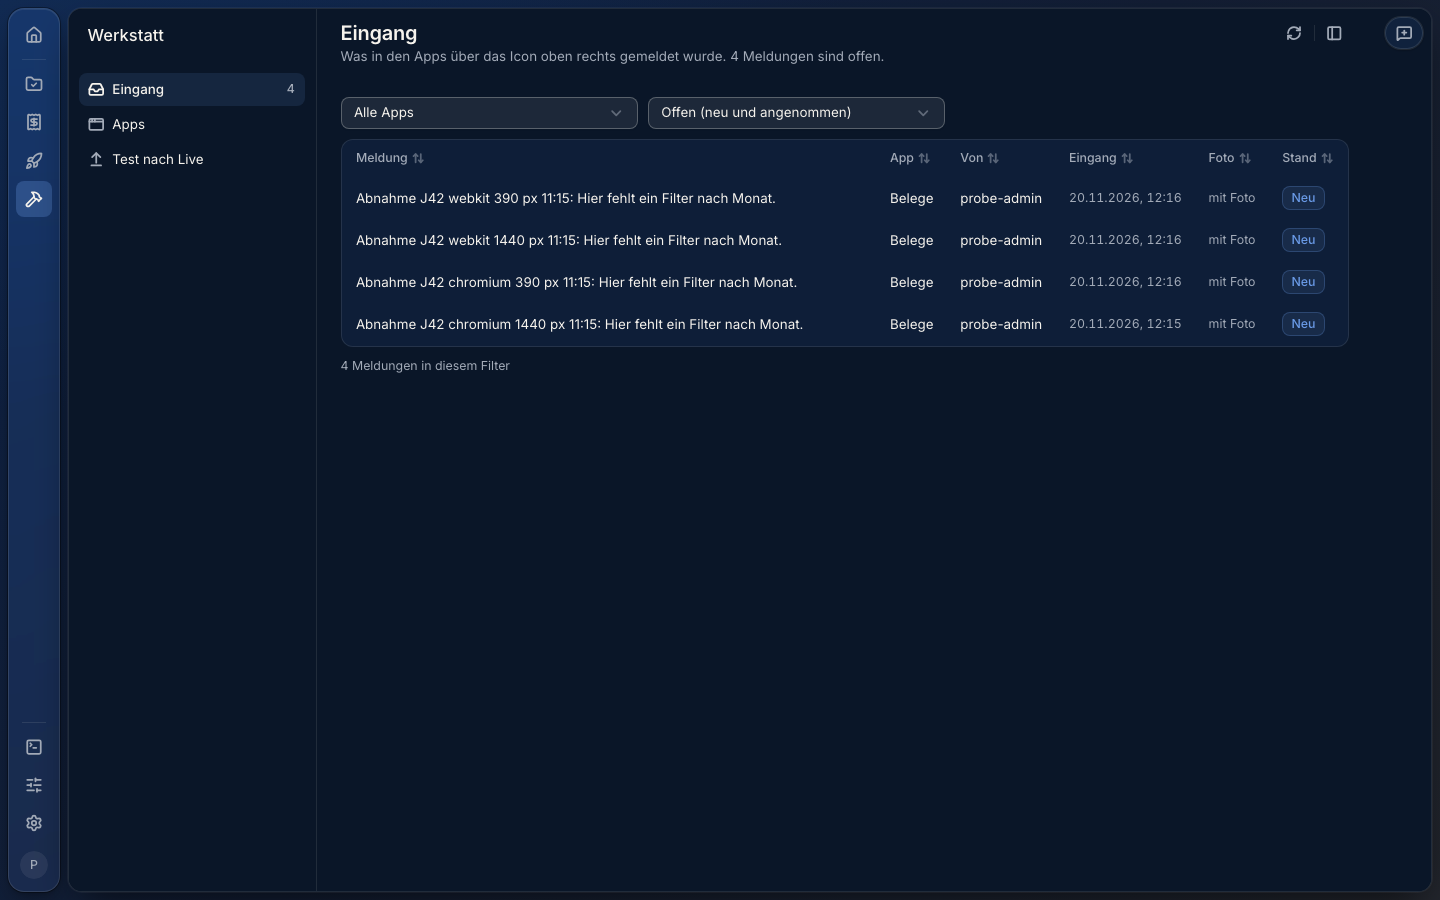 Werkstatt
Eingang 4
Apps
Test nach Live
P
Eingang
Was in den Apps über das Icon oben rechts gemeldet wurde. 4 Meldungen sind offen.
Alle Apps
Offen (neu und angenommen)
Meldung App Von Eingang Foto Stand
Abnahme J42 webkit 390 px 11:15: Hier fehlt ein Filter nach Monat. Belege probe-admin 20.11.2026, 12:16 mit Foto Neu
Abnahme J42 webkit 1440 px 11:15: Hier fehlt ein Filter nach Monat. Belege probe-admin 20.11.2026, 12:16 mit Foto Neu
Abnahme J42 chromium 390 px 11:15: Hier fehlt ein Filter nach Monat. Belege probe-admin 20.11.2026, 12:16 mit Foto Neu
Abnahme J42 chromium 1440 px 11:15: Hier fehlt ein Filter nach Monat. Belege probe-admin 20.11.2026, 12:15 mit Foto Neu
4 Meldungen in diesem Filter